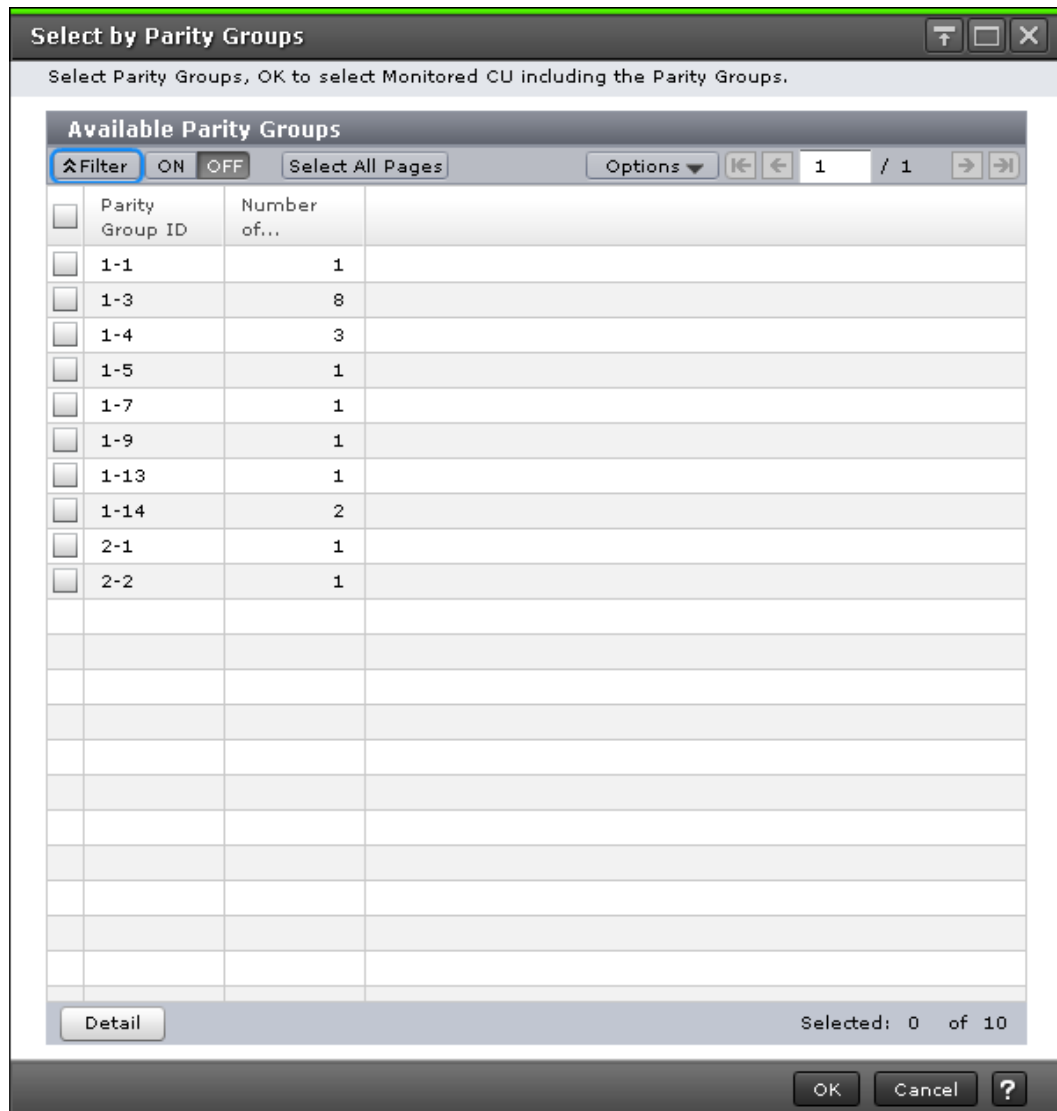 Select by Parity Groups
Select Parity Groups, OK to select Monitored CU including the Parity Groups.
Available Parity Groups
Filter ON OFF Select All Pages Options 1 / 1
Parity Group ID Number of...
1-1 1
1-3 8
1-4 3
1-5 1
1-7 1
1-9 1
1-13 1
1-14 2
2-1 1
2-2 1
Detail Selected: 0 of 10
OK Cancel ?